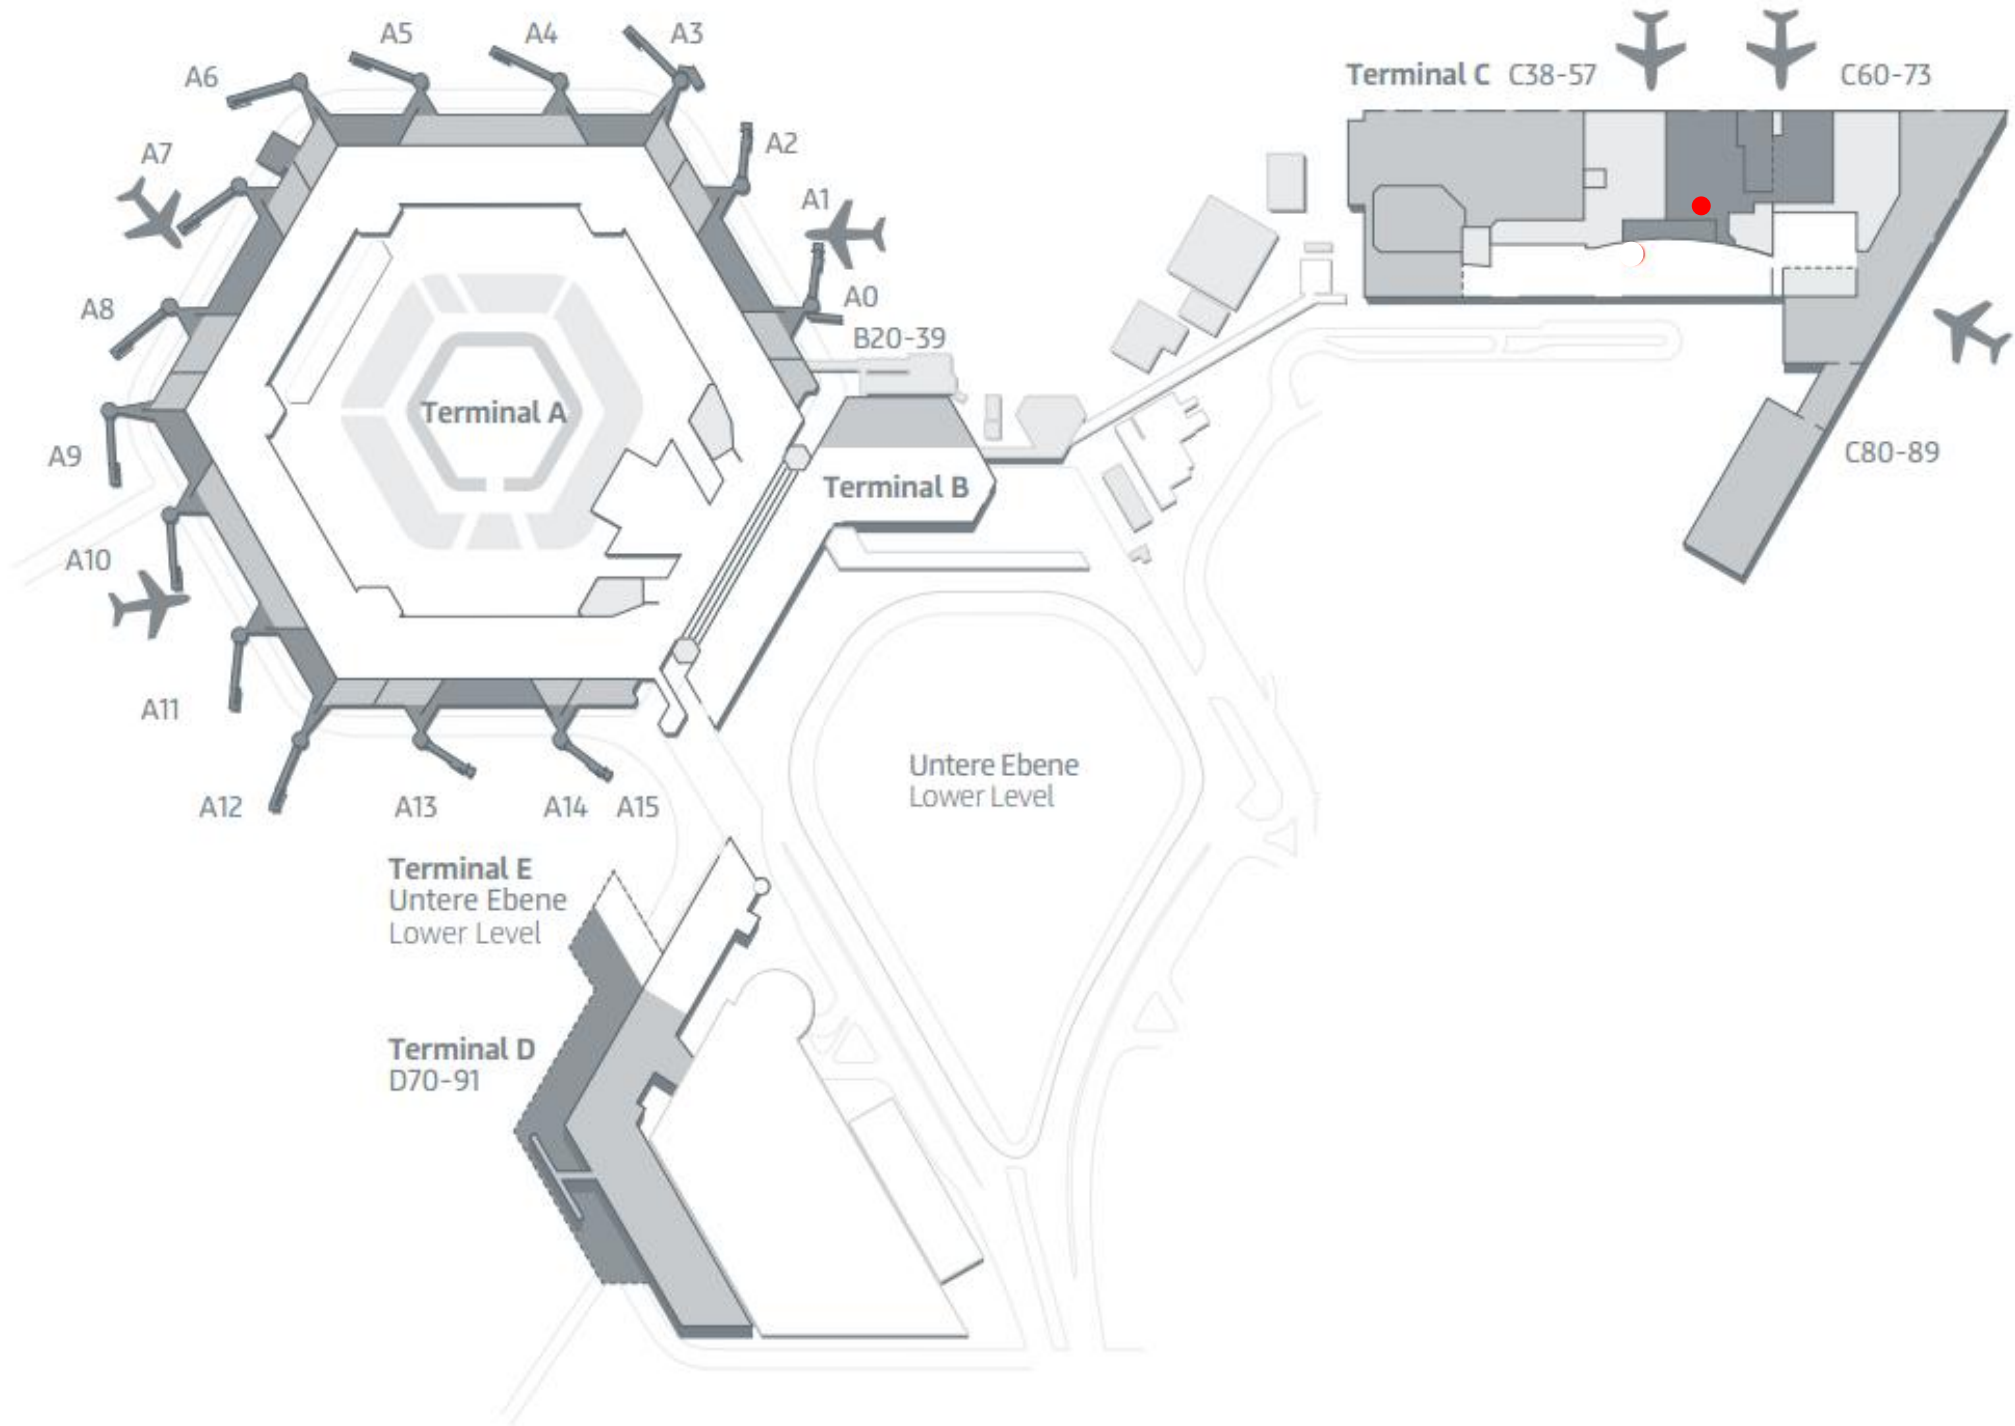 A5
A4
A3
Terminal C C38-57
C60-73
A6
A7
A2
A1
A8
A0
B20-39
Terminal A
A9
C80-89
Terminal B
A10
A11
Untere Ebene
Lower Level
A12
A13
A14
A15
Terminal E
Untere Ebene
Lower Level
Terminal D
D70-91